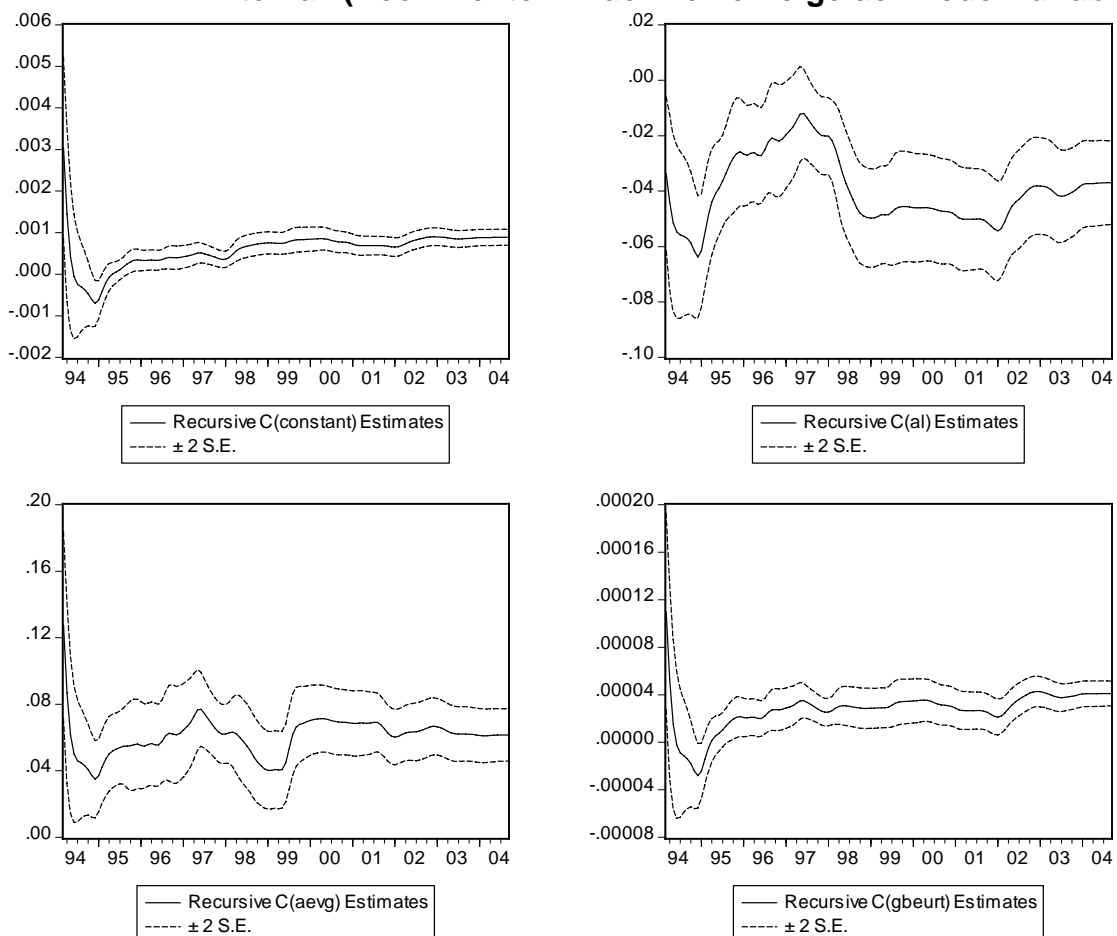 .006
.005
.004
.003
.002
.001
.000
-.001
-.002
94 95 96 97 98 99 00 01 02 03 04
Recursive C(constant) Estimates
± 2 S.E.
.02
.00
-.02
-.04
-.06
-.08
-.10
94 95 96 97 98 99 00 01 02 03 04
Recursive C(al) Estimates
± 2 S.E.
.20
.16
.12
.08
.04
.00
94 95 96 97 98 99 00 01 02 03 04
Recursive C(aevg) Estimates
± 2 S.E.
.00020
.00016
.00012
.00008
.00004
.00000
-.00004
-.00008
94 95 96 97 98 99 00 01 02 03 04
Recursive C(gbeurt) Estimates
± 2 S.E.